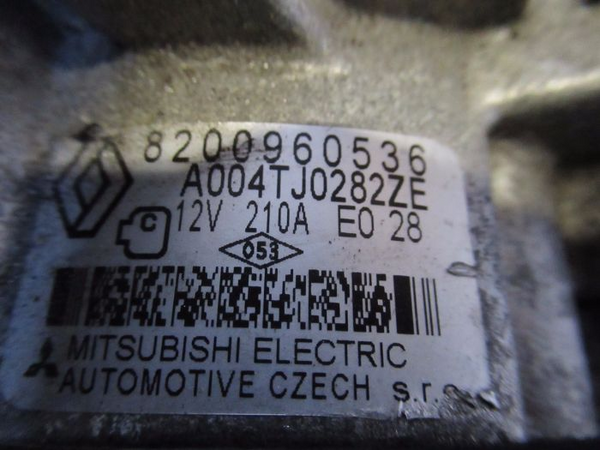 8200960536
A004TJ0282ZE
C 12V 210A E0 28
053
MITSUBISHI ELECTRIC
AUTOMOTIVE CZECH s.r.o.